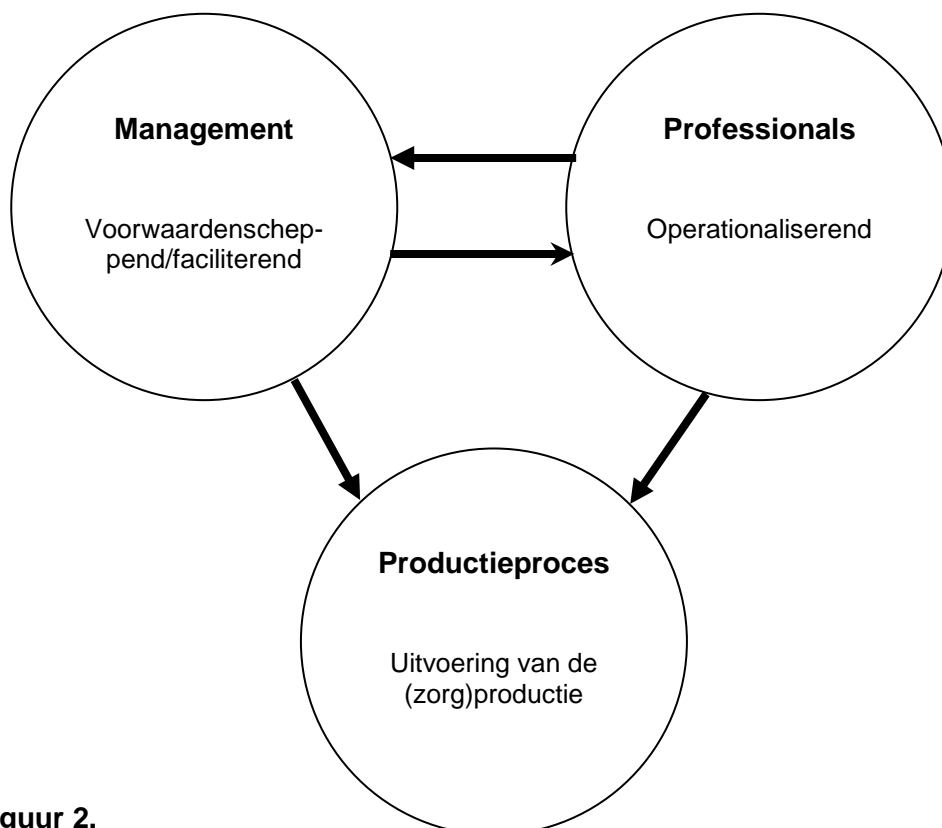 Management
Voorwaardenschep-
pend/faciliterend
Professionals
Operationaliserend
Productieproces
Uitvoering van de
(zorg)productie
guur 2.